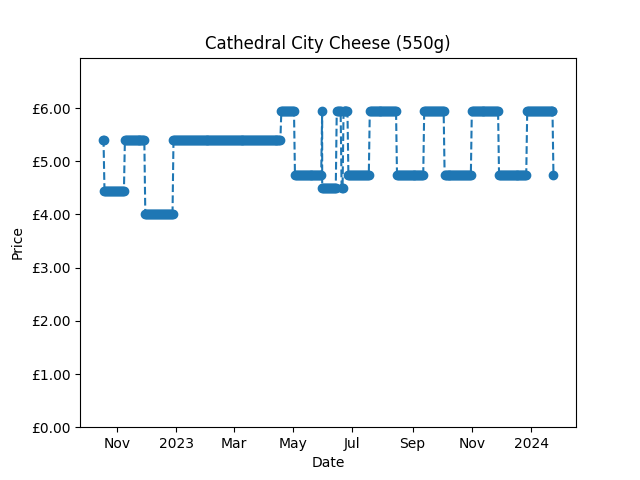 Cathedral City Cheese (550g)
£6.00
£5.00
£4.00
£3.00
£2.00
£1.00
£0.00
Price
Nov 2023 Mar May Jul Sep Nov 2024
Date